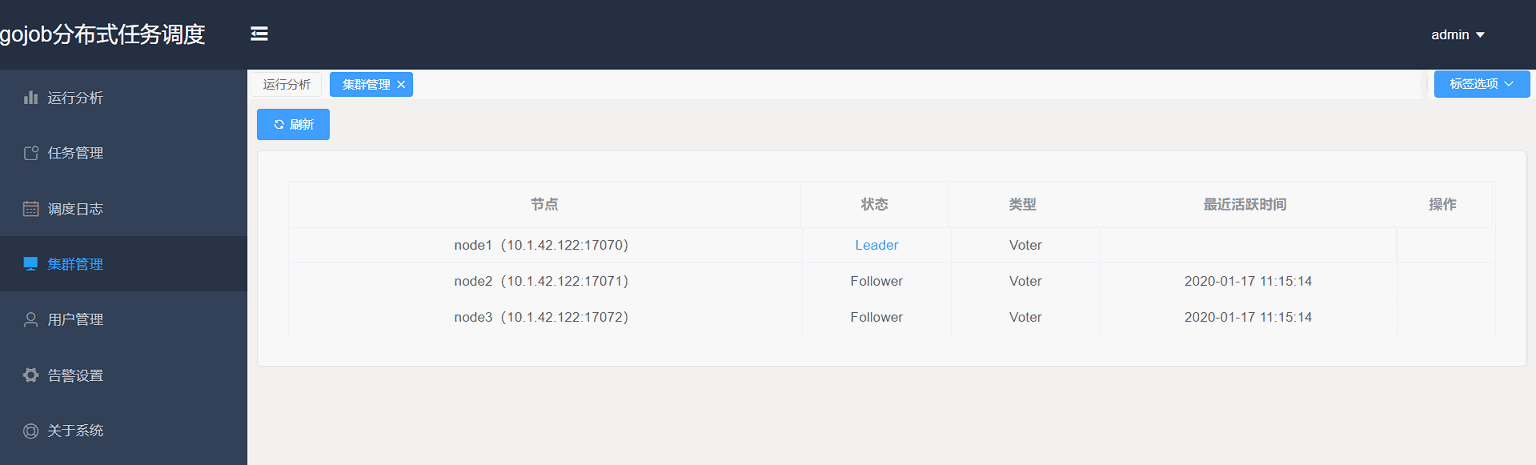 gojob分布式任务调度
admin
运行分析
任务管理
调度日志
集群管理
用户管理
告警设置
关于系统
运行分析 集群管理 标签选项
刷新
节点 状态 类型 最近活跃时间 操作
node1（10.1.42.122:17070） Leader Voter
node2（10.1.42.122:17071） Follower Voter 2020-01-17 11:15:14
node3（10.1.42.122:17072） Follower Voter 2020-01-17 11:15:14